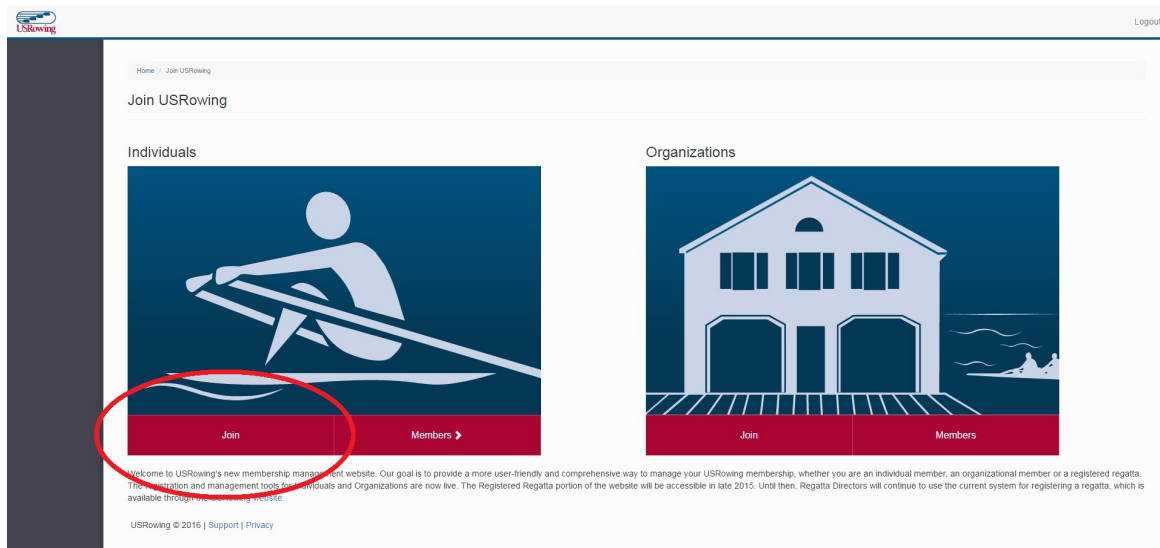 USRowing
Logout
Home / Join USRowing
Join USRowing
Individuals
Organizations
Join
Members
Join
Members
Welcome to USRowing's new membership management website. Our goal is to provide a more user-friendly and comprehensive way to manage your USRowing membership, whether you are an individual member, an organizational member or a registered regatta.
The registration and management tools for Individuals and Organizations are now live. The Registered Regatta portion of the website will be accessible in late 2015. Until then, Regatta Directors will continue to use the current system for registering a regatta, which is
available through the USRowing website.
USRowing © 2016 | Support | Privacy